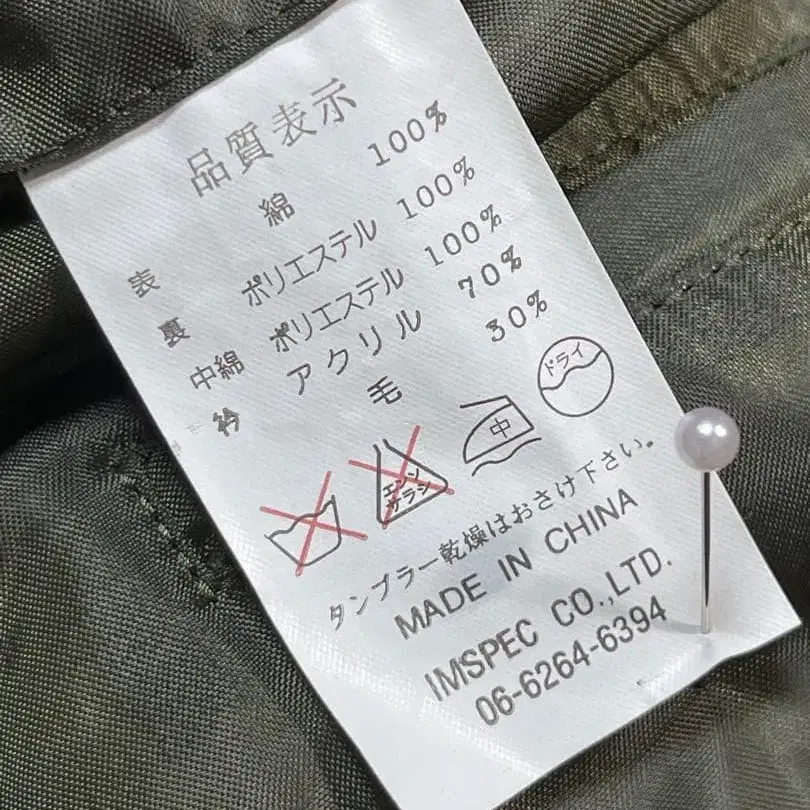 品質表示
表 綿 100%
裏 ポリエステル 100%
中綿 ポリエステル 100%
衿 アクリル 70%
毛 30%
エンソサラシ 中 ドライ
タンブラー乾燥はおさけ下さい。
MADE IN CHINA
IMSPEC CO.,LTD.
06-6264-6394